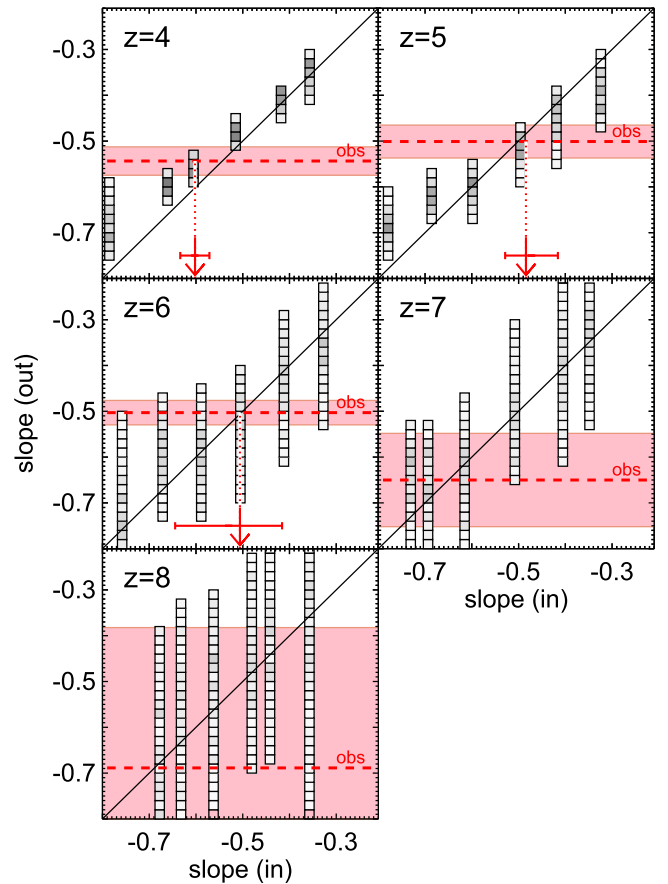 z=4
z=5
-0.3
-0.5
obs
obs
-0.7
z=6
z=7
-0.3
-0.5
obs
obs
-0.7
slope (out)
-0.7 -0.5 -0.3
slope (in)
z=8
-0.3
-0.5
-0.7
obs
-0.7 -0.5 -0.3
slope (in)